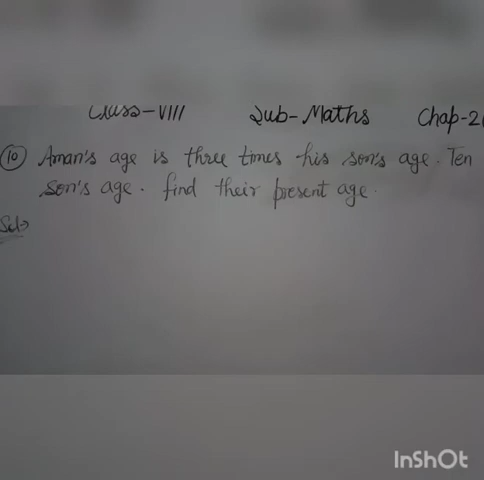 Class-VIII Sub-Maths Chap-2
10 Aman's age is three times his son's age. Ten
son's age. find their present age.
Sol→
InShOt